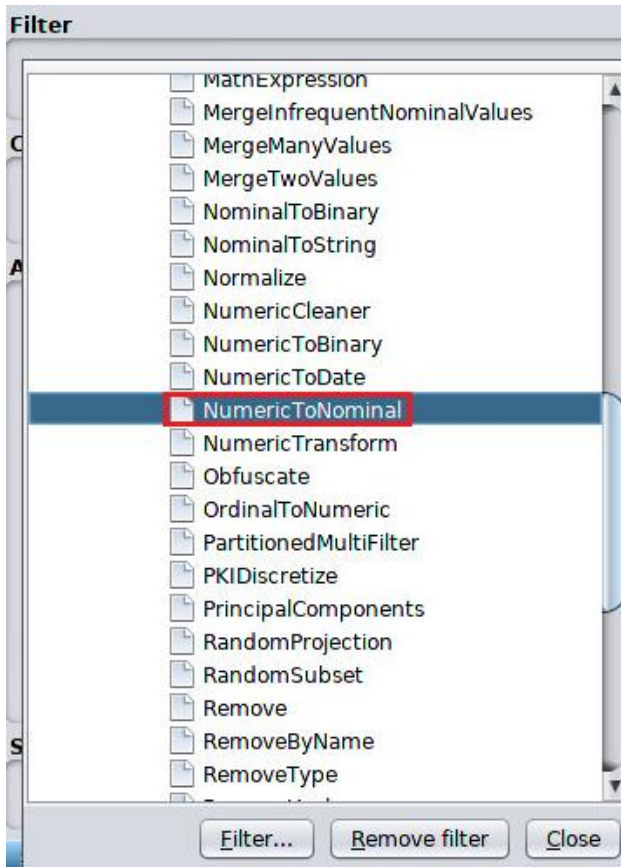 Filter
MathExpression
MergeInfrequentNominalValues
MergeManyValues
MergeTwoValues
NominalToBinary
NominalToString
Normalize
NumericCleaner
NumericToBinary
NumericToDate
NumericToNominal
NumericTransform
Obfuscate
OrdinalToNumeric
PartitionedMultiFilter
PKIDiscretize
PrincipalComponents
RandomProjection
RandomSubset
Remove
RemoveByName
RemoveType
Filter... Remove filter Close